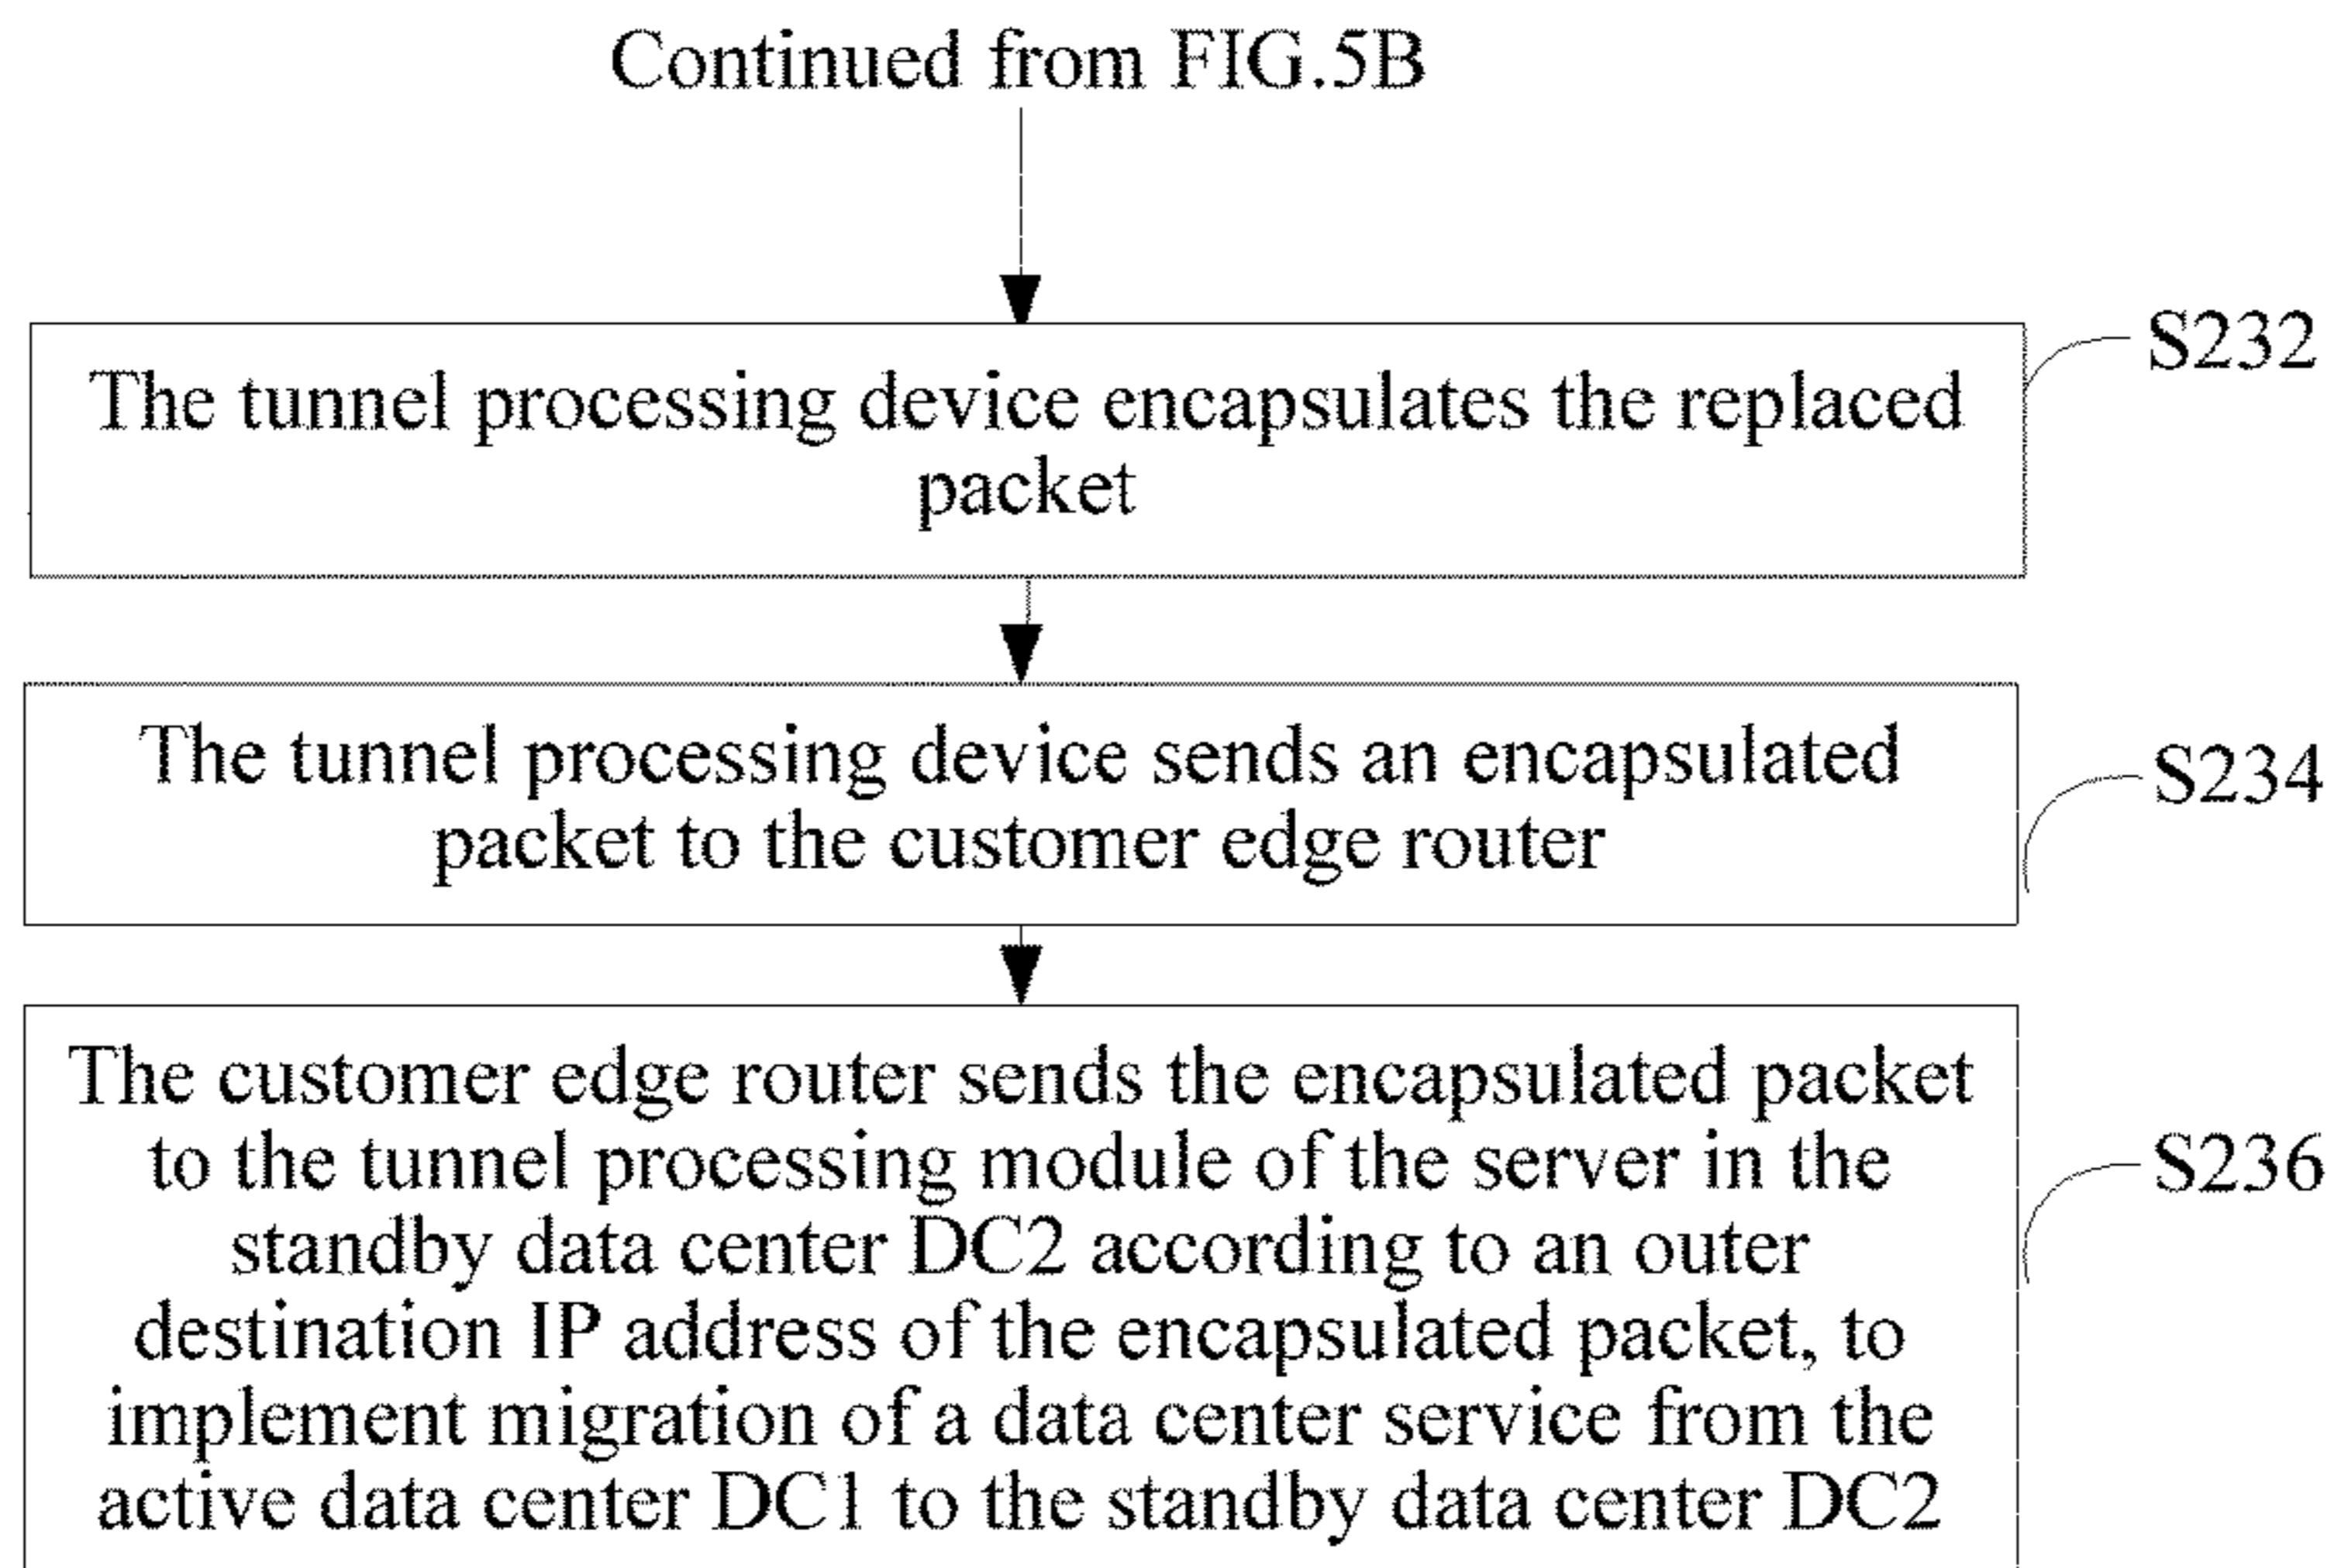 Continued from FIG.5B
The tunnel processing device encapsulates the replaced
packet
S232
The tunnel processing device sends an encapsulated
packet to the customer edge router
S234
The customer edge router sends the encapsulated packet
to the tunnel processing module of the server in the
standby data center DC2 according to an outer
destination IP address of the encapsulated packet, to
implement migration of a data center service from the
active data center DC1 to the standby data center DC2
S236